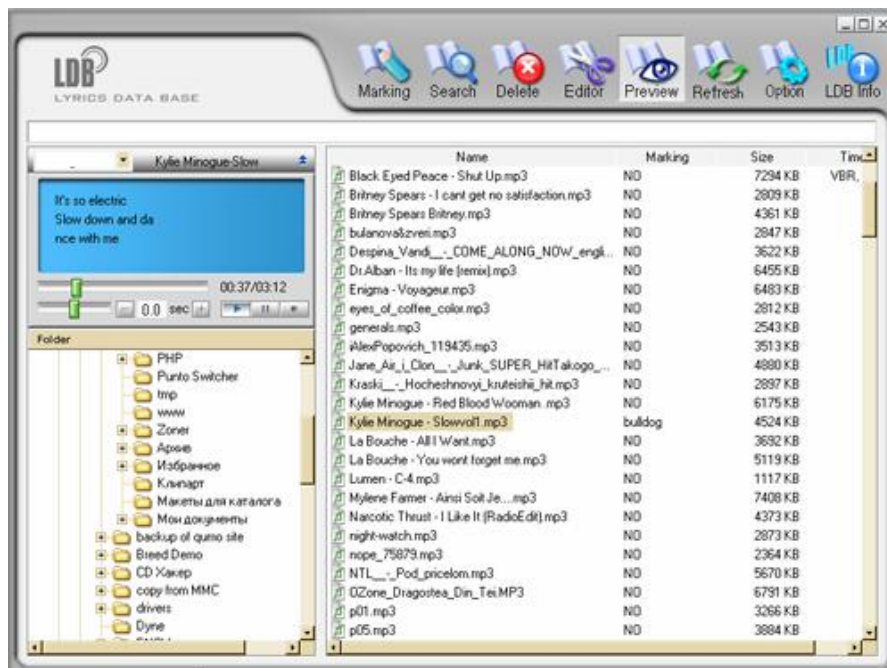 LDB
LYRICS DATA BASE
Marking Search Delete Editor Preview Refresh Option LDB Info
Kylie Minogue-Slow
It's so electric
Slow down and da
nce with me
00:37/03:12
0.0 sec
Folder
PHP
Punto Switcher
tmp
www
Zoner
Архив
Избранное
Клипарт
Макеты для каталога
Мои документы
backup of qumo site
Breed Demo
CD Хакер
copy from MMC
drivers
Dyne
Name Marking Size Time
Black Eyed Peace - Shut Up.mp3 NO 7294 KB VBR,
Britney Spears - I cant get no satisfaction.mp3 NO 2809 KB
Britney Spears Britney.mp3 NO 4361 KB
bulanova&zveri.mp3 NO 2847 KB
Despina_Vandi__-_COME_ALONG_NOW_engli... NO 3622 KB
Dr.Alban - Its my life (remix).mp3 NO 6455 KB
Enigma - Voyageur.mp3 NO 6483 KB
eyes_of_coffee_color.mp3 NO 2812 KB
generals.mp3 NO 2543 KB
iAlexPopovich_119435.mp3 NO 3513 KB
Jane_Air_i_Clon__-_Junk_SUPER_HitTakogo_... NO 4880 KB
Kraski__-_Hocheshnovyi_kruteishii_hit.mp3 NO 2897 KB
Kylie Minogue - Red Blood Wooman .mp3 NO 6175 KB
Kylie Minogue - Slowvol1.mp3 bulldog 4524 KB
La Bouche - All I Want.mp3 NO 3692 KB
La Bouche - You wont forget me.mp3 NO 5119 KB
Lumen - C-4.mp3 NO 1117 KB
Mylene Farmer - Ainsi Soit Je....mp3 NO 7408 KB
Narcotic Thrust - I Like It (RadioEdit).mp3 NO 4373 KB
night-watch.mp3 NO 2873 KB
nope_75879.mp3 NO 2364 KB
NTL__-_Pod_pricelom.mp3 NO 5670 KB
OZone_Dragostea_Din_Tei.MP3 NO 6791 KB
p01.mp3 NO 3266 KB
p05.mp3 NO 3884 KB